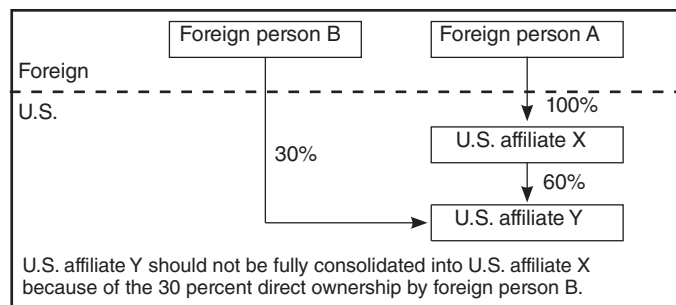 Foreign person B
Foreign person A
Foreign
U.S.
100%
U.S. affiliate X
30%
60%
U.S. affiliate Y
U.S. affiliate Y should not be fully consolidated into U.S. affiliate X
because of the 30 percent direct ownership by foreign person B.